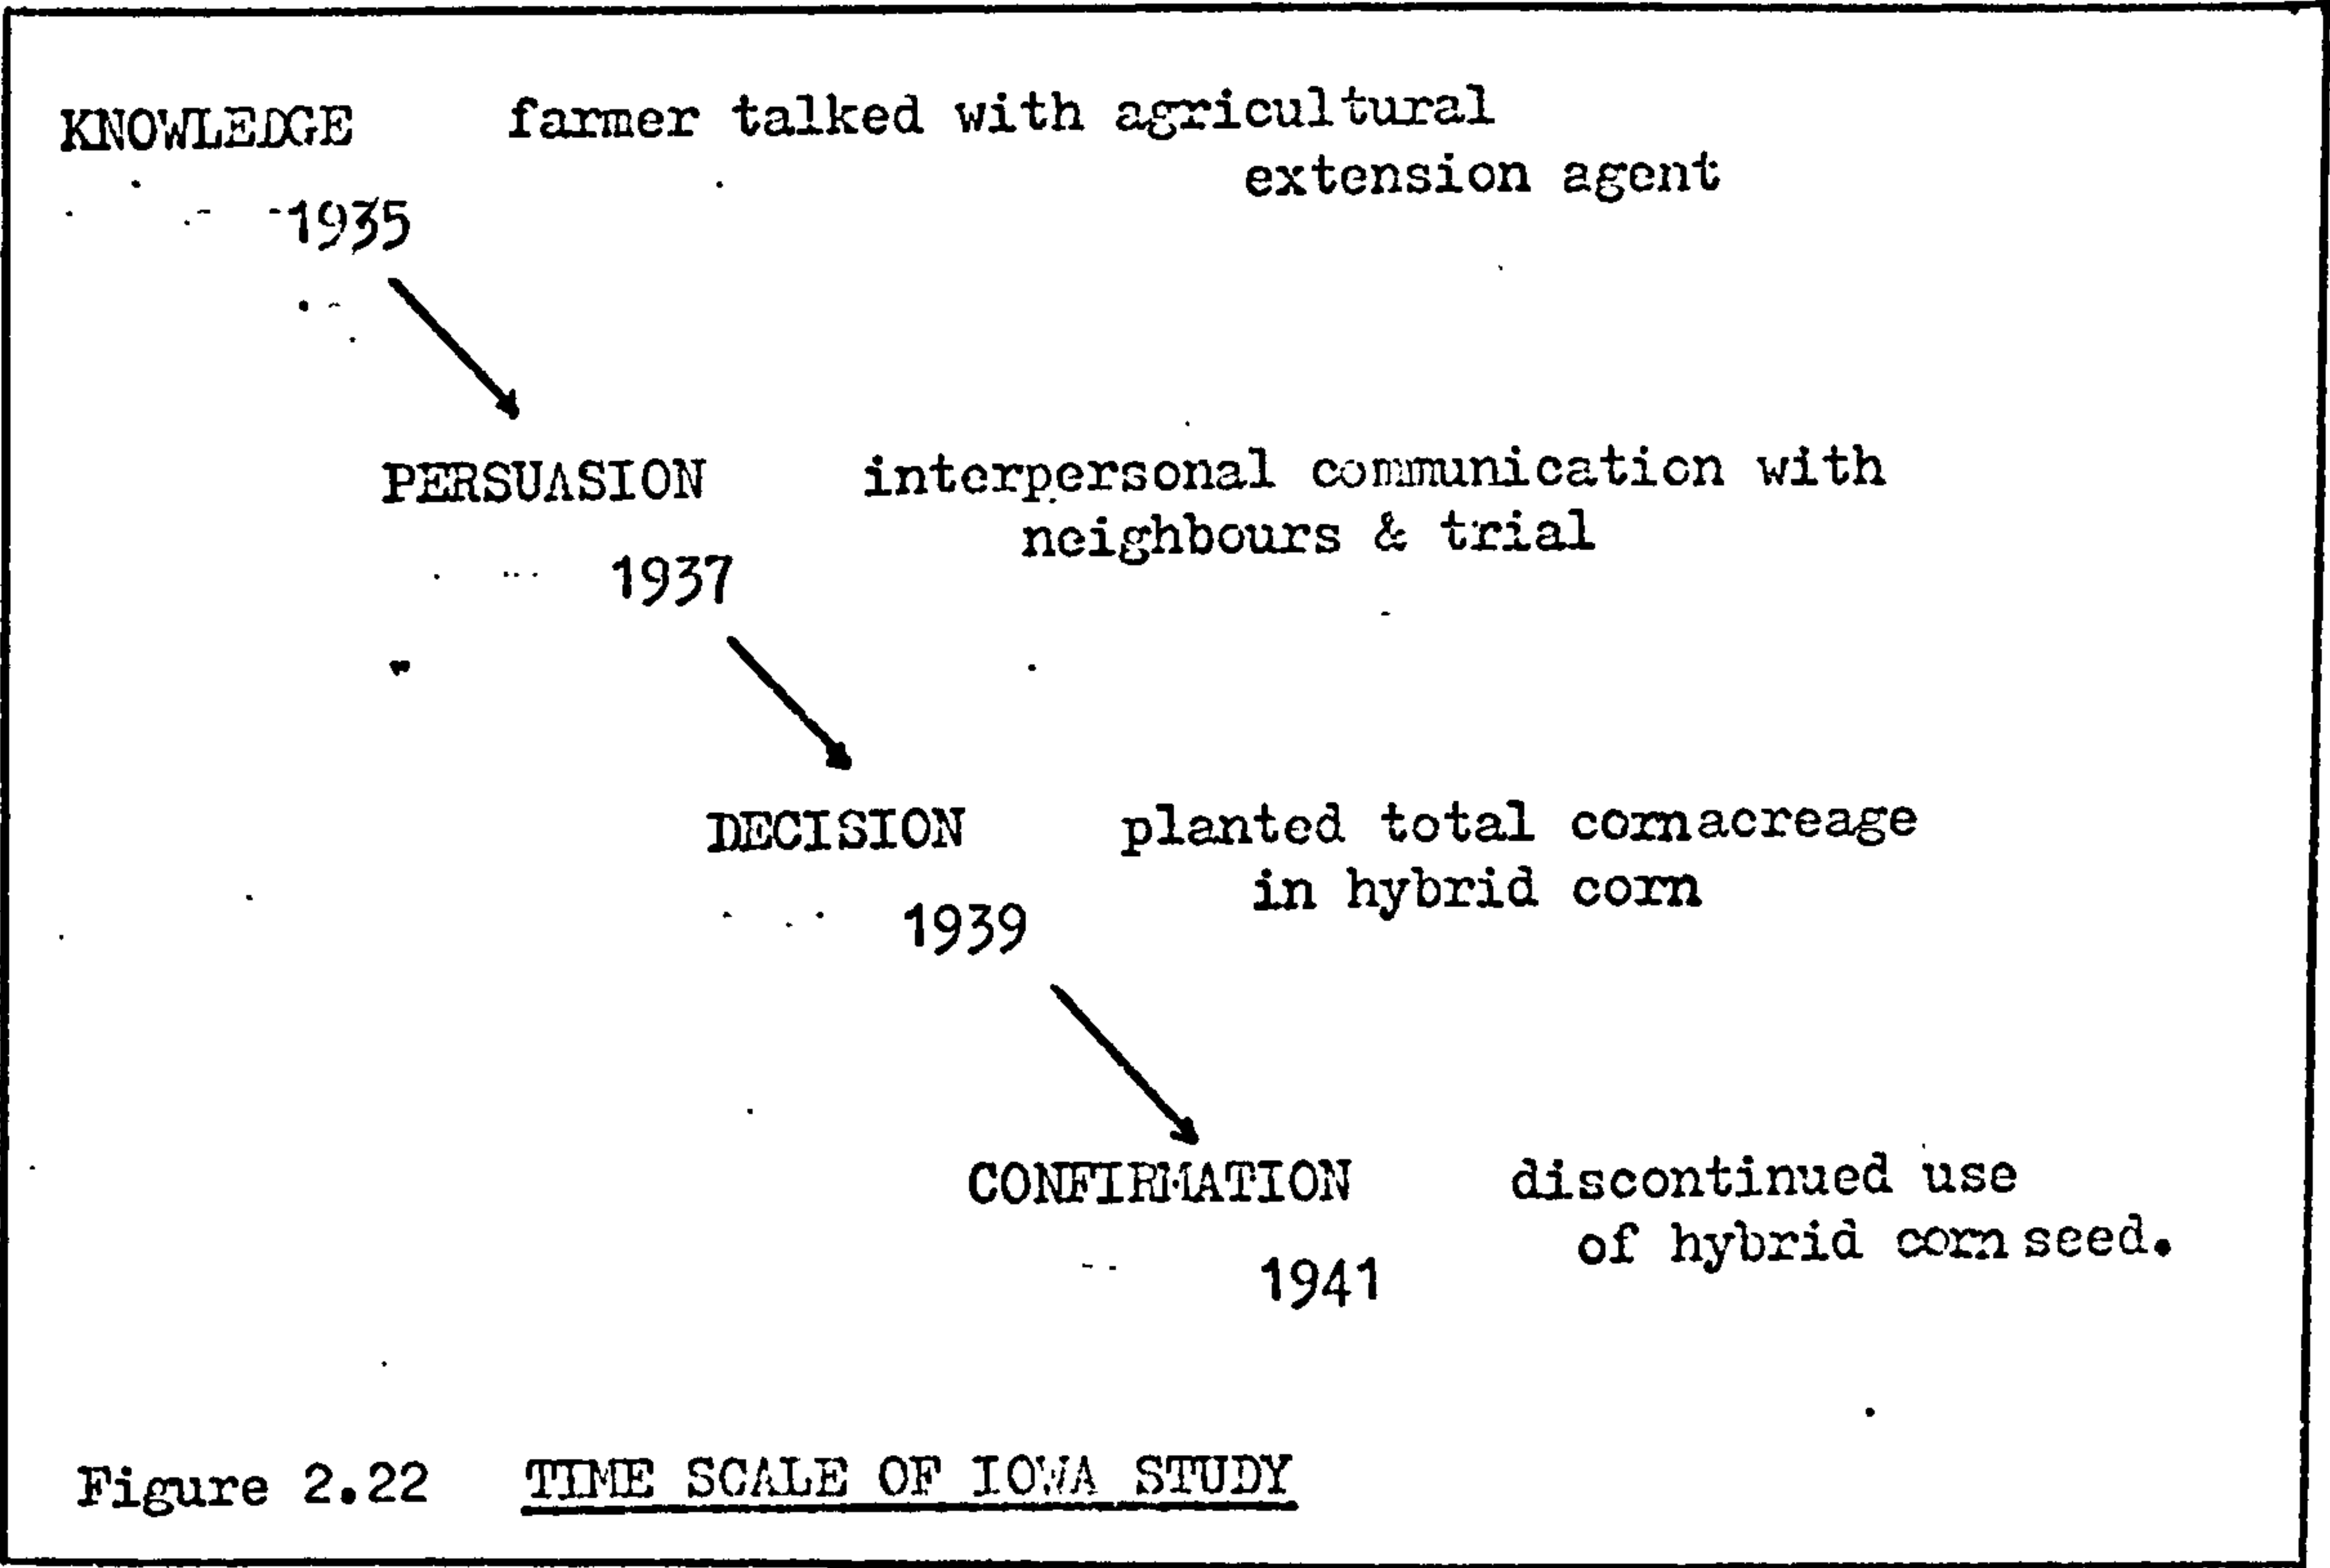 KNOWLEDGE farmer talked with agricultural
extension agent
1935
PERSUASION interpersonal communication with
neighbours & trial
1937
DECISION planted total cornacreage
in hybrid corn
1939
CONFIRMATION discontinued use
of hybrid corn seed.
1941
Figure 2.22 TIME SCALE OF IOWA STUDY